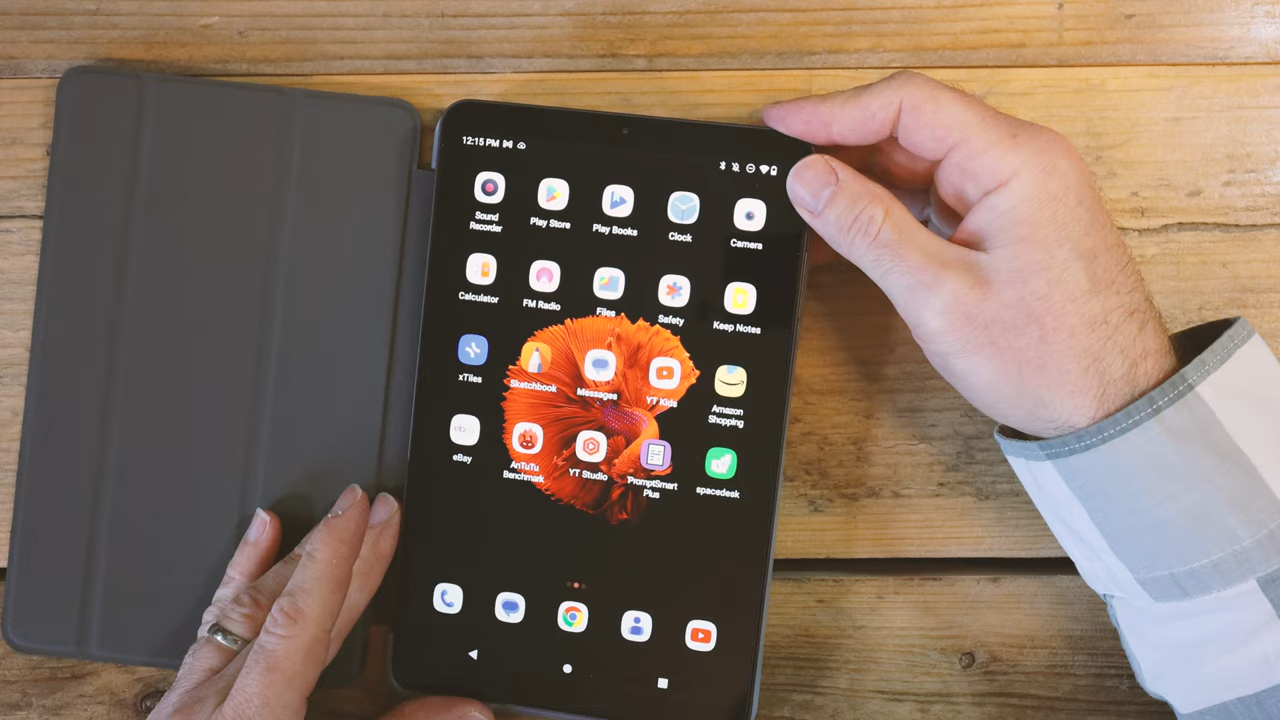 12:15 PM
Sound
Recorder
Play Store
Play Books
Clock
Camera
Calculator
FM Radio
Files
Safety
Keep Notes
xTiles
Sketchbook
Messages
YT Kids
Amazon
Shopping
eBay
AnTuTu
Benchmark
YT Studio
PromptSmart
Plus
spacedesk